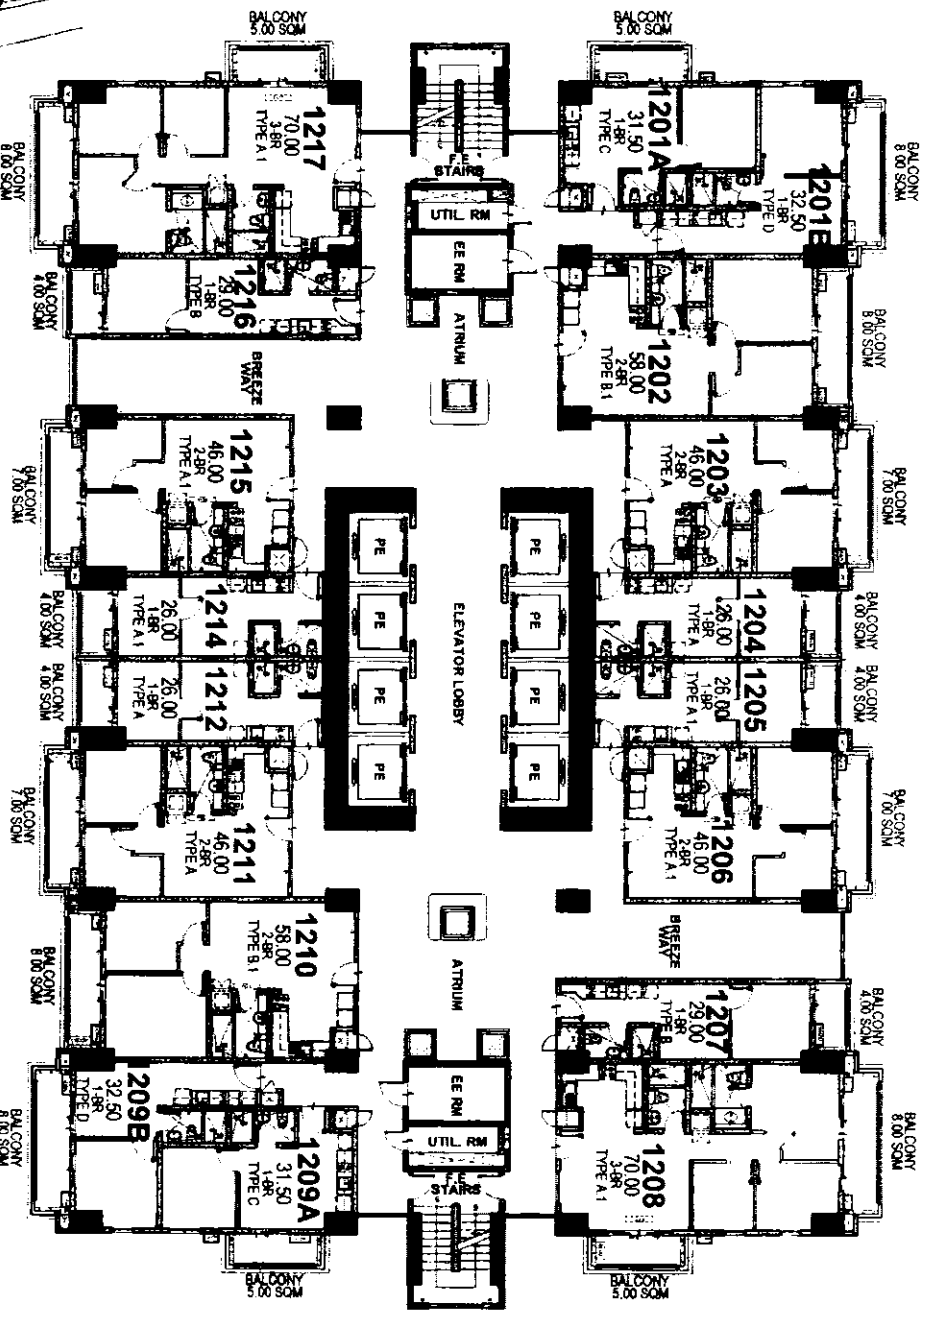 BALCONY
5.00 SQM
BALCONY
5.00 SQM
BALCONY
8.00 SQM
1217
70.00
3-BR
TYPE A.1
F.E
STAIRS
UTIL. RM
EE RM
1201A
31.50
1-BR
TYPE C
1201B
32.50
1-BR
TYPE D
BALCONY
8.00 SQM
BALCONY
4.00 SQM
1216
29.00
1-BR
TYPE B
ATRIUM
1202
58.00
2-BR
TYPE B.1
BALCONY
8.00 SQM
BREEZE
WAY
BALCONY
7.00 SQM
1215
46.00
2-BR
TYPE A.1
1203
46.00
2-BR
TYPE A
BALCONY
7.00 SQM
PE
PE
PE
PE
ELEVATOR LOBBY
PE
PE
PE
PE
BALCONY
4.00 SQM
1214
26.00
1-BR
TYPE A.1
1204
26.00
1-BR
TYPE A
BALCONY
4.00 SQM
BALCONY
4.00 SQM
1212
26.00
1-BR
TYPE A
1205
26.00
1-BR
TYPE A.1
BALCONY
4.00 SQM
BALCONY
7.00 SQM
1211
46.00
2-BR
TYPE A
1206
46.00
2-BR
TYPE A.1
BALCONY
7.00 SQM
BREEZE
WAY
BALCONY
8.00 SQM
1210
58.00
2-BR
TYPE B.1
ATRIUM
1207
29.00
1-BR
TYPE B
BALCONY
4.00 SQM
BALCONY
8.00 SQM
1209B
32.50
1-BR
TYPE D
1209A
31.50
1-BR
TYPE C
EE RM
UTIL. RM
F.E
STAIRS
1208
70.00
3-BR
TYPE A.1
BALCONY
8.00 SQM
BALCONY
5.00 SQM
BALCONY
5.00 SQM